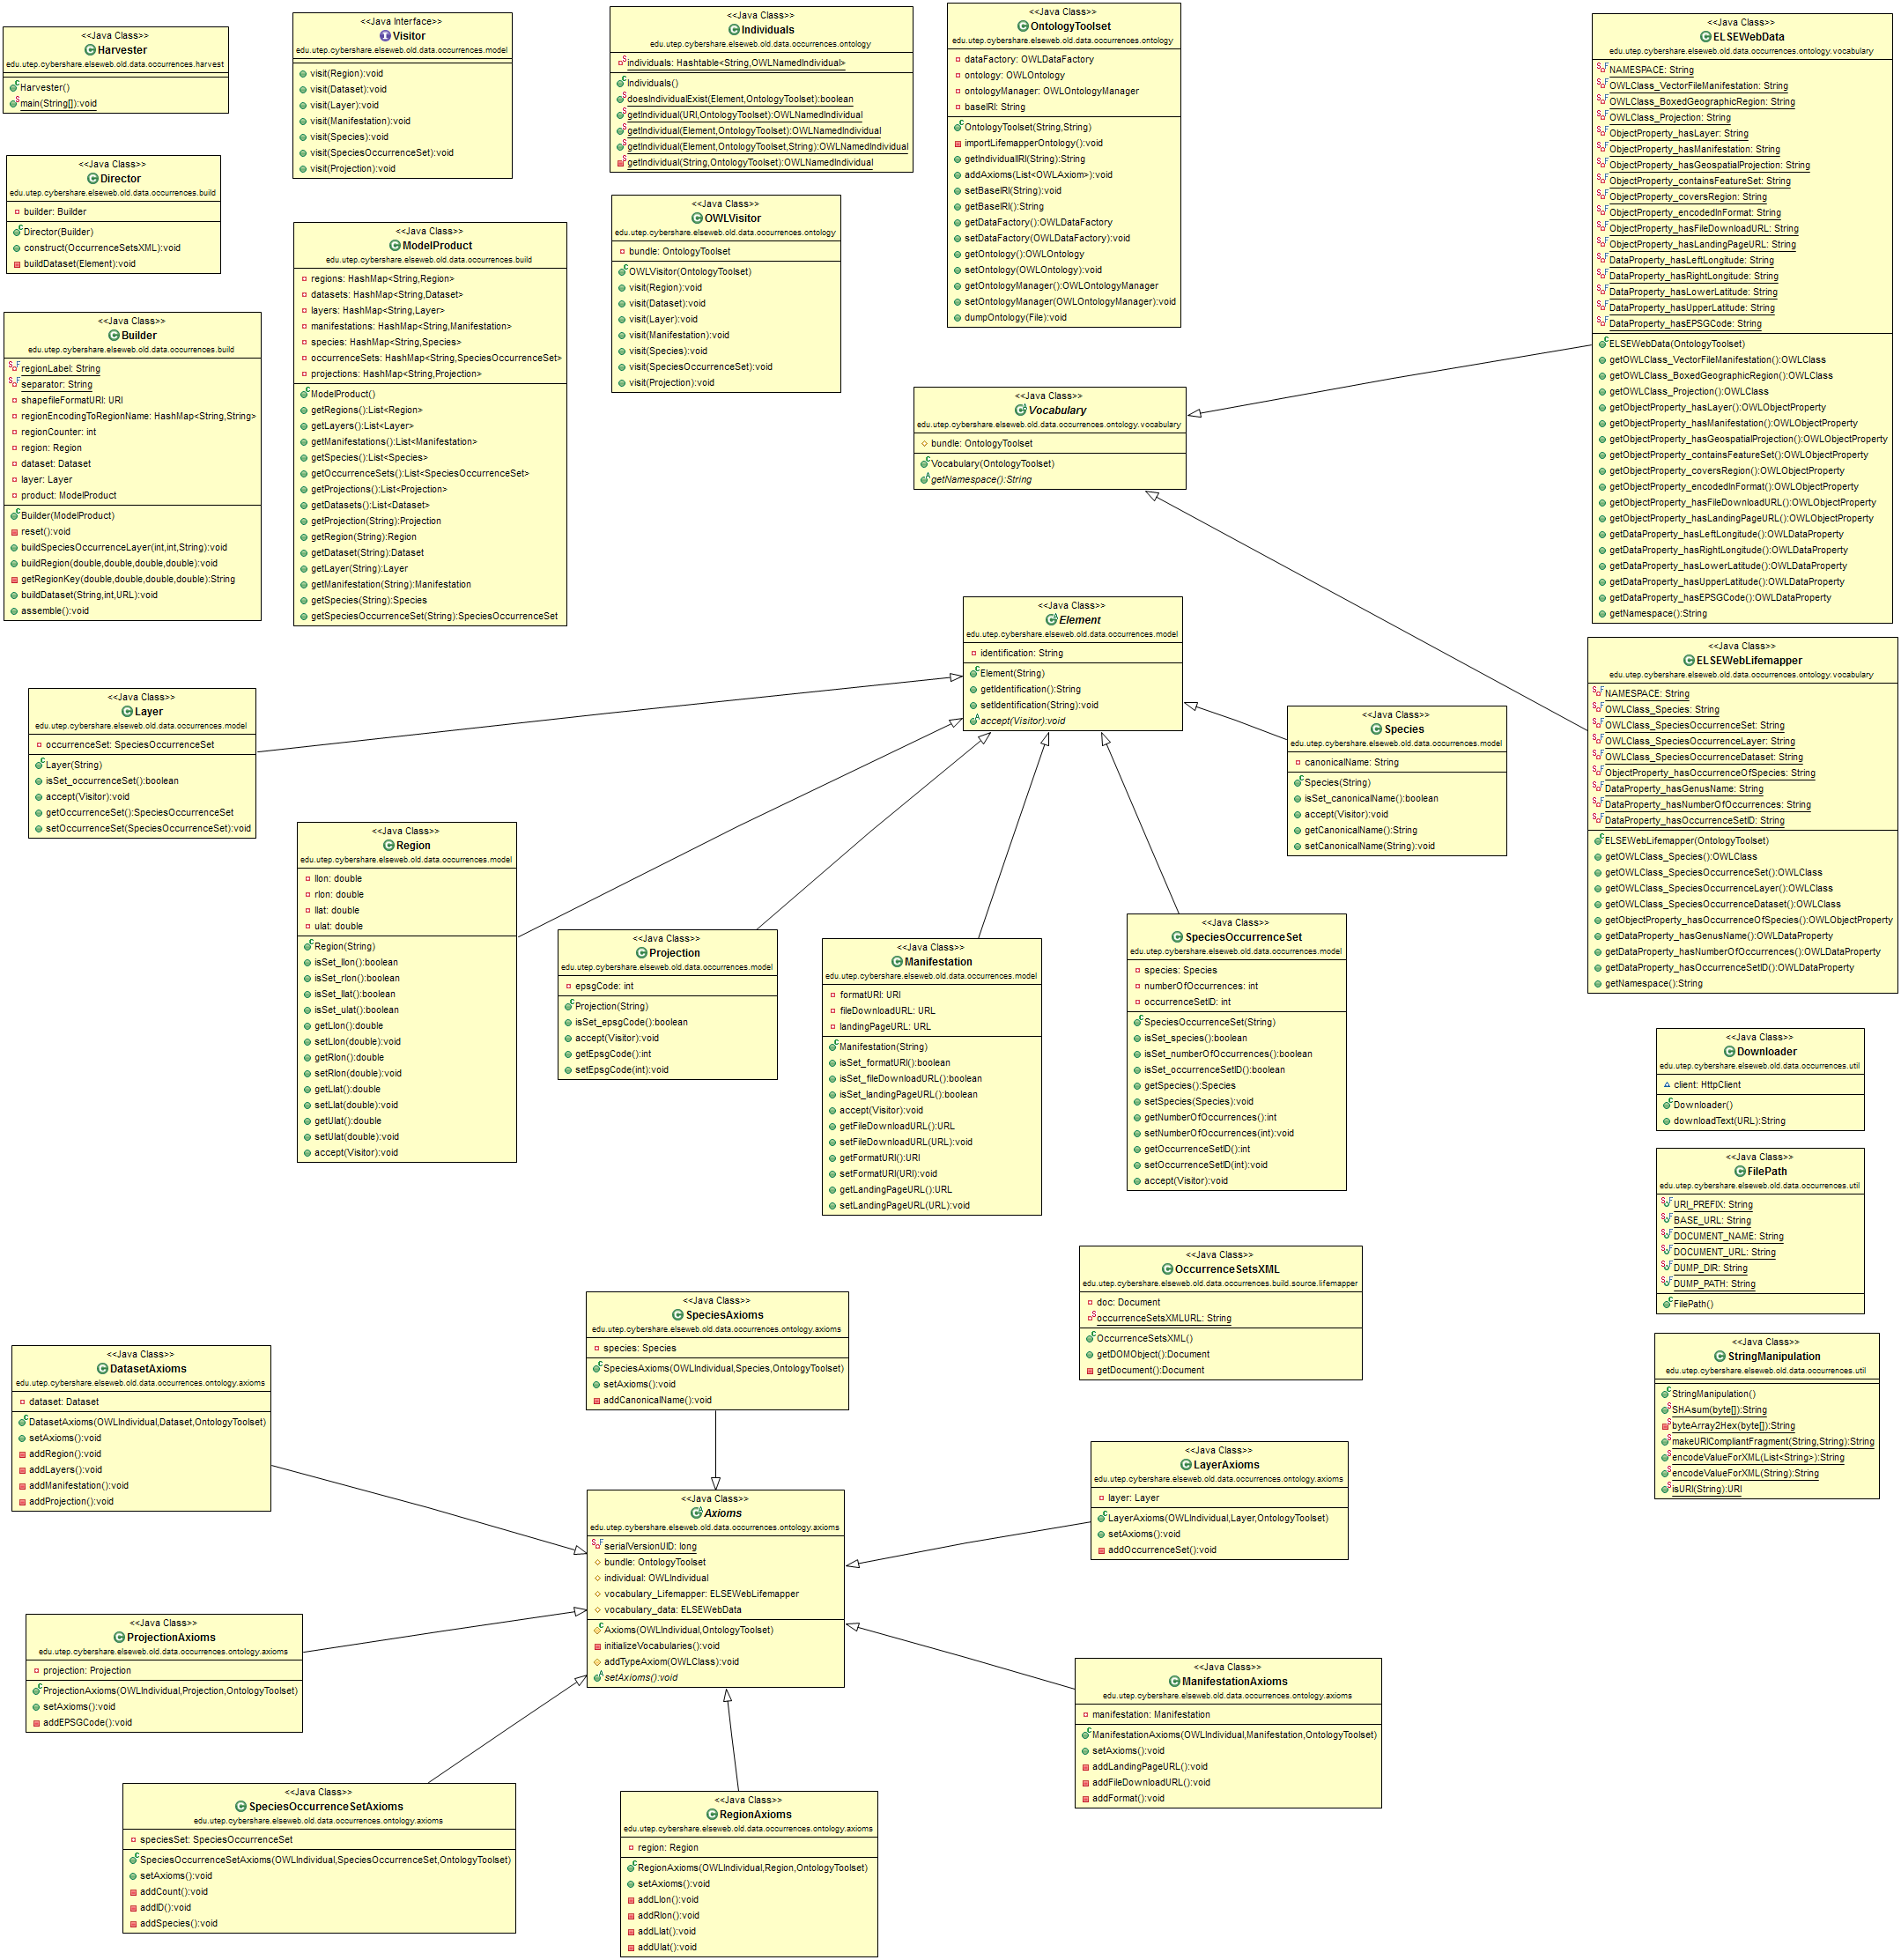 <<Java Class>>
Harvester
edu.utep.cybershare.elseweb.old.data.occurrences.harvest
Harvester()
main(String[]):void
<<Java Interface>>
Visitor
edu.utep.cybershare.elseweb.old.data.occurrences.model
visit(Region):void
visit(Dataset):void
visit(Layer):void
visit(Manifestation):void
visit(Species):void
visit(SpeciesOccurrenceSet):void
visit(Projection):void
<<Java Class>>
Individuals
edu.utep.cybershare.elseweb.old.data.occurrences.ontology
individuals: Hashtable<String,OWLNamedIndividual>
Individuals()
doesIndividualExist(Element,OntologyToolset):boolean
getIndividual(URI,OntologyToolset):OWLNamedIndividual
getIndividual(Element,OntologyToolset):OWLNamedIndividual
getIndividual(Element,OntologyToolset,String):OWLNamedIndividual
getIndividual(String,OntologyToolset):OWLNamedIndividual
<<Java Class>>
OntologyToolset
edu.utep.cybershare.elseweb.old.data.occurrences.ontology
dataFactory: OWLDataFactory
ontology: OWLOntology
ontologyManager: OWLOntologyManager
baseIRI: String
OntologyToolset(String,String)
importLifemapperOntology():void
getIndividualIRI(String):String
addAxioms(List<OWLAxiom>):void
setBaseIRI(String):void
getBaseIRI():String
getDataFactory():OWLDataFactory
setDataFactory(OWLDataFactory):void
getOntology():OWLOntology
setOntology(OWLOntology):void
getOntologyManager():OWLOntologyManager
setOntologyManager(OWLOntologyManager):void
dumpOntology(File):void
<<Java Class>>
ELSEWebData
edu.utep.cybershare.elseweb.old.data.occurrences.ontology.vocabulary
NAMESPACE: String
OWLClass_VectorFileManifestation: String
OWLClass_BoxedGeographicRegion: String
OWLClass_Projection: String
ObjectProperty_hasLayer: String
ObjectProperty_hasManifestation: String
ObjectProperty_hasGeospatialProjection: String
ObjectProperty_containsFeatureSet: String
ObjectProperty_coversRegion: String
ObjectProperty_encodedInFormat: String
ObjectProperty_hasFileDownloadURL: String
ObjectProperty_hasLandingPageURL: String
DataProperty_hasLeftLongitude: String
DataProperty_hasRightLongitude: String
DataProperty_hasLowerLatitude: String
DataProperty_hasUpperLatitude: String
DataProperty_hasEPSGCode: String
ELSEWebData(OntologyToolset)
getOWLClass_VectorFileManifestation():OWLClass
getOWLClass_BoxedGeographicRegion():OWLClass
getOWLClass_Projection():OWLClass
getObjectProperty_hasLayer():OWLObjectProperty
getObjectProperty_hasManifestation():OWLObjectProperty
getObjectProperty_hasGeospatialProjection():OWLObjectProperty
getObjectProperty_containsFeatureSet():OWLObjectProperty
getObjectProperty_coversRegion():OWLObjectProperty
getObjectProperty_encodedInFormat():OWLObjectProperty
getObjectProperty_hasFileDownloadURL():OWLObjectProperty
getObjectProperty_hasLandingPageURL():OWLObjectProperty
getDataProperty_hasLeftLongitude():OWLDataProperty
getDataProperty_hasRightLongitude():OWLDataProperty
getDataProperty_hasLowerLatitude():OWLDataProperty
getDataProperty_hasUpperLatitude():OWLDataProperty
getDataProperty_hasEPSGCode():OWLDataProperty
getNamespace():String
<<Java Class>>
Director
edu.utep.cybershare.elseweb.old.data.occurrences.build
builder: Builder
Director(Builder)
construct(OccurrenceSetsXML):void
buildDataset(Element):void
<<Java Class>>
ModelProduct
edu.utep.cybershare.elseweb.old.data.occurrences.build
regions: HashMap<String,Region>
datasets: HashMap<String,Dataset>
layers: HashMap<String,Layer>
manifestations: HashMap<String,Manifestation>
species: HashMap<String,Species>
occurrenceSets: HashMap<String,SpeciesOccurrenceSet>
projections: HashMap<String,Projection>
ModelProduct()
getRegions():List<Region>
getLayers():List<Layer>
getManifestations():List<Manifestation>
getSpecies():List<Species>
getOccurrenceSets():List<SpeciesOccurrenceSet>
getProjections():List<Projection>
getDatasets():List<Dataset>
getProjection(String):Projection
getRegion(String):Region
getDataset(String):Dataset
getLayer(String):Layer
getManifestation(String):Manifestation
getSpecies(String):Species
getSpeciesOccurrenceSet(String):SpeciesOccurrenceSet
<<Java Class>>
OWLVisitor
edu.utep.cybershare.elseweb.old.data.occurrences.ontology
bundle: OntologyToolset
OWLVisitor(OntologyToolset)
visit(Region):void
visit(Dataset):void
visit(Layer):void
visit(Manifestation):void
visit(Species):void
visit(SpeciesOccurrenceSet):void
visit(Projection):void
<<Java Class>>
Builder
edu.utep.cybershare.elseweb.old.data.occurrences.build
regionLabel: String
separator: String
shapefileFormatURI: URI
regionEncodingToRegionName: HashMap<String,String>
regionCounter: int
region: Region
dataset: Dataset
layer: Layer
product: ModelProduct
Builder(ModelProduct)
reset():void
buildSpeciesOccurrenceLayer(int,int,String):void
buildRegion(double,double,double,double):void
getRegionKey(double,double,double,double):String
buildDataset(String,int,URL):void
assemble():void
<<Java Class>>
Vocabulary
edu.utep.cybershare.elseweb.old.data.occurrences.ontology.vocabulary
bundle: OntologyToolset
Vocabulary(OntologyToolset)
getNamespace():String
<<Java Class>>
Element
edu.utep.cybershare.elseweb.old.data.occurrences.model
identification: String
Element(String)
getIdentification():String
setIdentification(String):void
accept(Visitor):void
<<Java Class>>
ELSEWebLifemapper
edu.utep.cybershare.elseweb.old.data.occurrences.ontology.vocabulary
NAMESPACE: String
OWLClass_Species: String
OWLClass_SpeciesOccurrenceSet: String
OWLClass_SpeciesOccurrenceLayer: String
OWLClass_SpeciesOccurrenceDataset: String
ObjectProperty_hasOccurrenceOfSpecies: String
DataProperty_hasGenusName: String
DataProperty_hasNumberOfOccurrences: String
DataProperty_hasOccurrenceSetID: String
ELSEWebLifemapper(OntologyToolset)
getOWLClass_Species():OWLClass
getOWLClass_SpeciesOccurrenceSet():OWLClass
getOWLClass_SpeciesOccurrenceLayer():OWLClass
getOWLClass_SpeciesOccurrenceDataset():OWLClass
getObjectProperty_hasOccurrenceOfSpecies():OWLObjectProperty
getDataProperty_hasGenusName():OWLDataProperty
getDataProperty_hasNumberOfOccurrences():OWLDataProperty
getDataProperty_hasOccurrenceSetID():OWLDataProperty
getNamespace():String
<<Java Class>>
Layer
edu.utep.cybershare.elseweb.old.data.occurrences.model
occurrenceSet: SpeciesOccurrenceSet
Layer(String)
isSet_occurrenceSet():boolean
accept(Visitor):void
getOccurrenceSet():SpeciesOccurrenceSet
setOccurrenceSet(SpeciesOccurrenceSet):void
<<Java Class>>
Species
edu.utep.cybershare.elseweb.old.data.occurrences.model
canonicalName: String
Species(String)
isSet_canonicalName():boolean
accept(Visitor):void
getCanonicalName():String
setCanonicalName(String):void
<<Java Class>>
Region
edu.utep.cybershare.elseweb.old.data.occurrences.model
llon: double
rlon: double
llat: double
ulat: double
Region(String)
isSet_llon():boolean
isSet_rlon():boolean
isSet_llat():boolean
isSet_ulat():boolean
getLlon():double
setLlon(double):void
getRlon():double
setRlon(double):void
getLlat():double
setLlat(double):void
getUlat():double
setUlat(double):void
accept(Visitor):void
<<Java Class>>
Projection
edu.utep.cybershare.elseweb.old.data.occurrences.model
epsgCode: int
Projection(String)
isSet_epsgCode():boolean
accept(Visitor):void
getEpsgCode():int
setEpsgCode(int):void
<<Java Class>>
Manifestation
edu.utep.cybershare.elseweb.old.data.occurrences.model
formatURI: URI
fileDownloadURL: URL
landingPageURL: URL
Manifestation(String)
isSet_formatURI():boolean
isSet_fileDownloadURL():boolean
isSet_landingPageURL():boolean
accept(Visitor):void
getFileDownloadURL():URL
setFileDownloadURL(URL):void
getFormatURI():URI
setFormatURI(URI):void
getLandingPageURL():URL
setLandingPageURL(URL):void
<<Java Class>>
SpeciesOccurrenceSet
edu.utep.cybershare.elseweb.old.data.occurrences.model
species: Species
numberOfOccurrences: int
occurrenceSetID: int
SpeciesOccurrenceSet(String)
isSet_species():boolean
isSet_numberOfOccurrences():boolean
isSet_occurrenceSetID():boolean
getSpecies():Species
setSpecies(Species):void
getNumberOfOccurrences():int
setNumberOfOccurrences(int):void
getOccurrenceSetID():int
setOccurrenceSetID(int):void
accept(Visitor):void
<<Java Class>>
Downloader
edu.utep.cybershare.elseweb.old.data.occurrences.util
client: HttpClient
Downloader()
downloadText(URL):String
<<Java Class>>
FilePath
edu.utep.cybershare.elseweb.old.data.occurrences.util
URI_PREFIX: String
BASE_URL: String
DOCUMENT_NAME: String
DOCUMENT_URL: String
DUMP_DIR: String
DUMP_PATH: String
FilePath()
<<Java Class>>
OccurrenceSetsXML
edu.utep.cybershare.elseweb.old.data.occurrences.build.source.lifemapper
doc: Document
occurrenceSetsXMLURL: String
OccurrenceSetsXML()
getDOMObject():Document
getDocument():Document
<<Java Class>>
StringManipulation
edu.utep.cybershare.elseweb.old.data.occurrences.util
StringManipulation()
SHAsum(byte[]):String
byteArray2Hex(byte[]):String
makeURICompliantFragment(String,String):String
encodeValueForXML(List<String>):String
encodeValueForXML(String):String
isURI(String):URI
<<Java Class>>
SpeciesAxioms
edu.utep.cybershare.elseweb.old.data.occurrences.ontology.axioms
species: Species
SpeciesAxioms(OWLIndividual,Species,OntologyToolset)
setAxioms():void
addCanonicalName():void
<<Java Class>>
DatasetAxioms
edu.utep.cybershare.elseweb.old.data.occurrences.ontology.axioms
dataset: Dataset
DatasetAxioms(OWLIndividual,Dataset,OntologyToolset)
setAxioms():void
addRegion():void
addLayers():void
addManifestation():void
addProjection():void
<<Java Class>>
LayerAxioms
edu.utep.cybershare.elseweb.old.data.occurrences.ontology.axioms
layer: Layer
LayerAxioms(OWLIndividual,Layer,OntologyToolset)
setAxioms():void
addOccurrenceSet():void
<<Java Class>>
Axioms
edu.utep.cybershare.elseweb.old.data.occurrences.ontology.axioms
serialVersionUID: long
bundle: OntologyToolset
individual: OWLIndividual
vocabulary_Lifemapper: ELSEWebLifemapper
vocabulary_data: ELSEWebData
Axioms(OWLIndividual,OntologyToolset)
initializeVocabularies():void
addTypeAxiom(OWLClass):void
setAxioms():void
<<Java Class>>
ProjectionAxioms
edu.utep.cybershare.elseweb.old.data.occurrences.ontology.axioms
projection: Projection
ProjectionAxioms(OWLIndividual,Projection,OntologyToolset)
setAxioms():void
addEPSGCode():void
<<Java Class>>
ManifestationAxioms
edu.utep.cybershare.elseweb.old.data.occurrences.ontology.axioms
manifestation: Manifestation
ManifestationAxioms(OWLIndividual,Manifestation,OntologyToolset)
setAxioms():void
addLandingPageURL():void
addFileDownloadURL():void
addFormat():void
<<Java Class>>
SpeciesOccurrenceSetAxioms
edu.utep.cybershare.elseweb.old.data.occurrences.ontology.axioms
speciesSet: SpeciesOccurrenceSet
SpeciesOccurrenceSetAxioms(OWLIndividual,SpeciesOccurrenceSet,OntologyToolset)
setAxioms():void
addCount():void
addID():void
addSpecies():void
<<Java Class>>
RegionAxioms
edu.utep.cybershare.elseweb.old.data.occurrences.ontology.axioms
region: Region
RegionAxioms(OWLIndividual,Region,OntologyToolset)
setAxioms():void
addLlon():void
addRlon():void
addLlat():void
addUlat():void